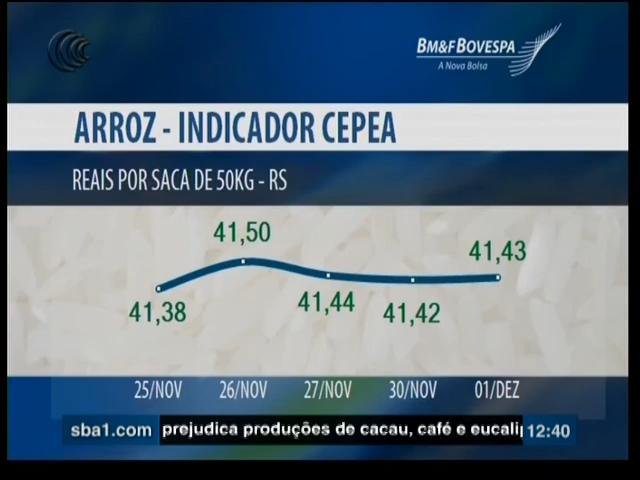 BM&FBOVESPA
A Nova Bolsa
ARROZ - INDICADOR CEPEA
REAIS POR SACA DE 50KG - RS
41,38
41,50
41,44
41,42
41,43
25/NOV
26/NOV
27/NOV
30/NOV
01/DEZ
sba1.com prejudica produções de cacau, café e eucalip 12:40